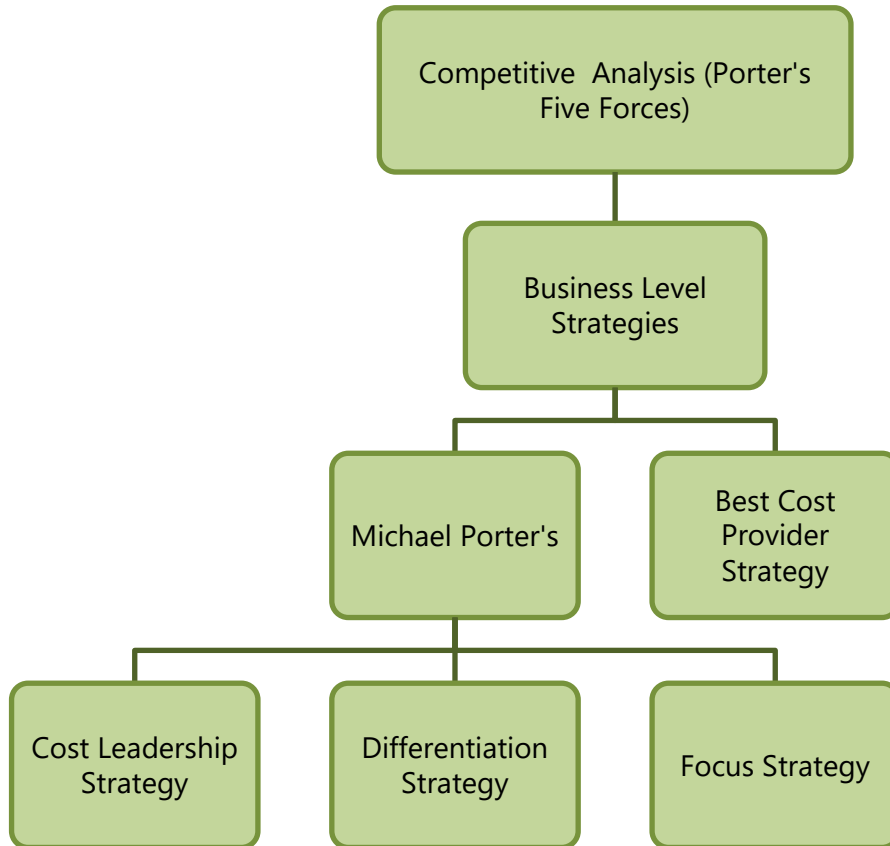 Competitive  Analysis (Porter's
Five Forces)
Business Level
Strategies
Michael Porter's
Best Cost
Provider
Strategy
Cost Leadership
Strategy
Differentiation
Strategy
Focus Strategy